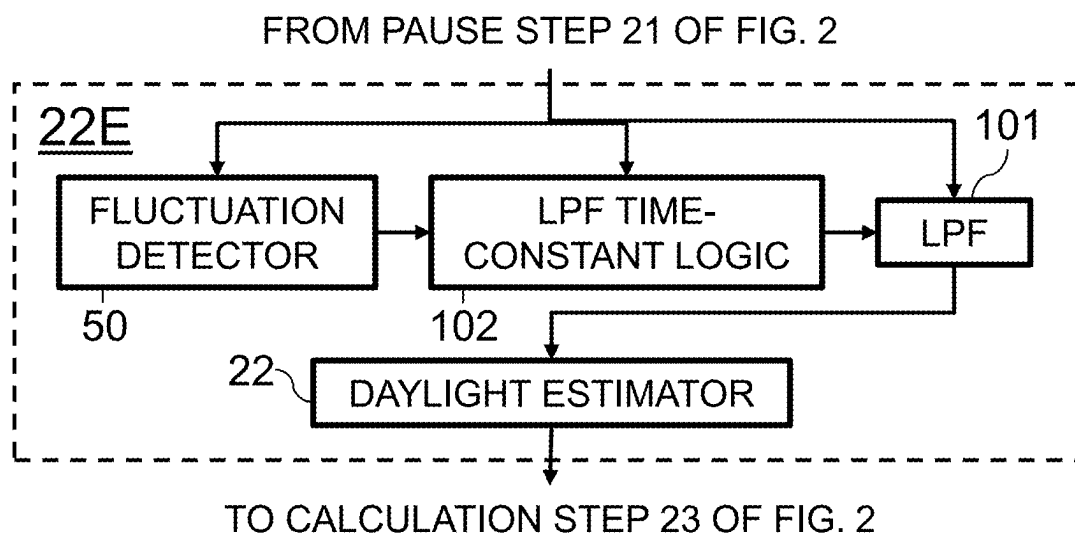 FROM PAUSE STEP 21 OF FIG. 2
22E
101
FLUCTUATION
DETECTOR
LPF TIME-
CONSTANT LOGIC
LPF
50
102
22
DAYLIGHT ESTIMATOR
TO CALCULATION STEP 23 OF FIG. 2